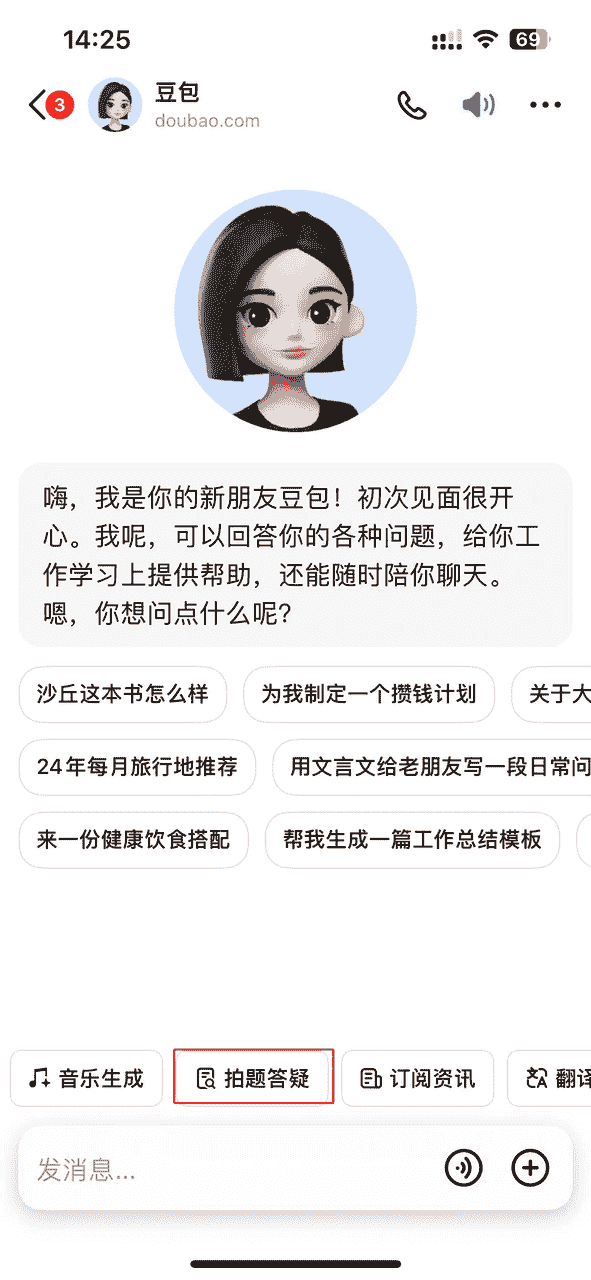 14:25
69
3
豆包
doubao.com
嗨，我是你的新朋友豆包！初次见面很开
心。我呢，可以回答你的各种问题，给你工
作学习上提供帮助，还能随时陪你聊天。
嗯，你想问点什么呢？
沙丘这本书怎么样
为我制定一个攒钱计划
关于大
24年每月旅行地推荐
用文言文给老朋友写一段日常问
来一份健康饮食搭配
帮我生成一篇工作总结模板
音乐生成
拍题答疑
订阅资讯
翻译
发消息...